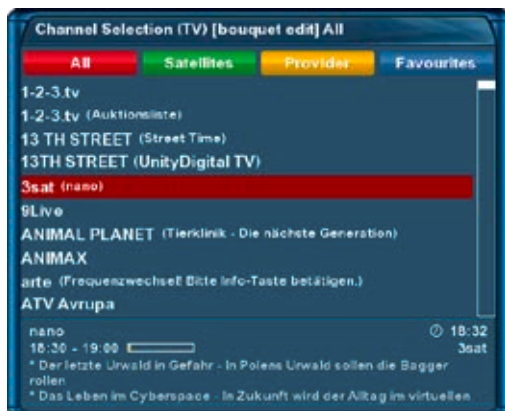 Channel Selection (TV) [bouquet edit] All
All Satellites Provider Favourites
1-2-3.tv
1-2-3.tv (Auktionsliste)
13 TH STREET (Street Time)
13TH STREET (UnityDigital TV)
3sat (nano)
9Live
ANIMAL PLANET (Tierklinik - Die nächste Generation)
ANIMAX
arte (Frequenzwechsel! Bitte Info-Taste betätigen.)
ATV Avrupa
nano 18:32
18:30 - 19:00 3sat
* Der letzte Urwald in Gefahr - In Polens Urwald sollen die Bagger
rollen
* Das Leben im Cyberspace - In Zukunft wird der Alltag im virtuellen